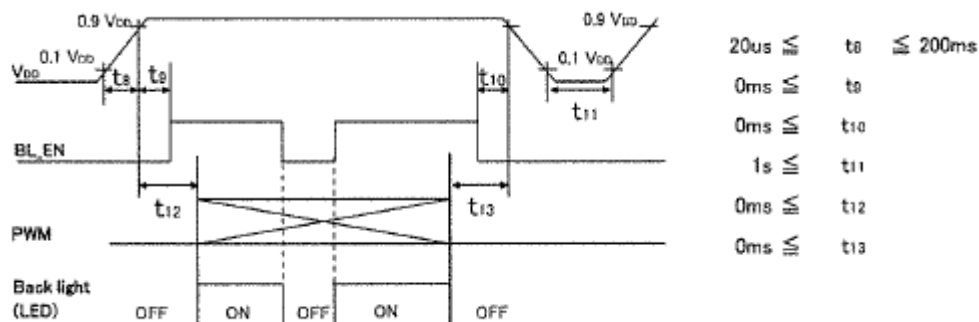 0.9 VDD
0.9 VDD
0.1 VDD
0.1 VDD
VDD
t8
t9
t10
t11
BL_EN
t12
t13
PWM
Back light
(LED)
OFF
ON
OFF
ON
OFF
20us ≦ t8 ≦ 200ms
0ms ≦ t9
0ms ≦ t10
1s ≦ t11
0ms ≦ t12
0ms ≦ t13